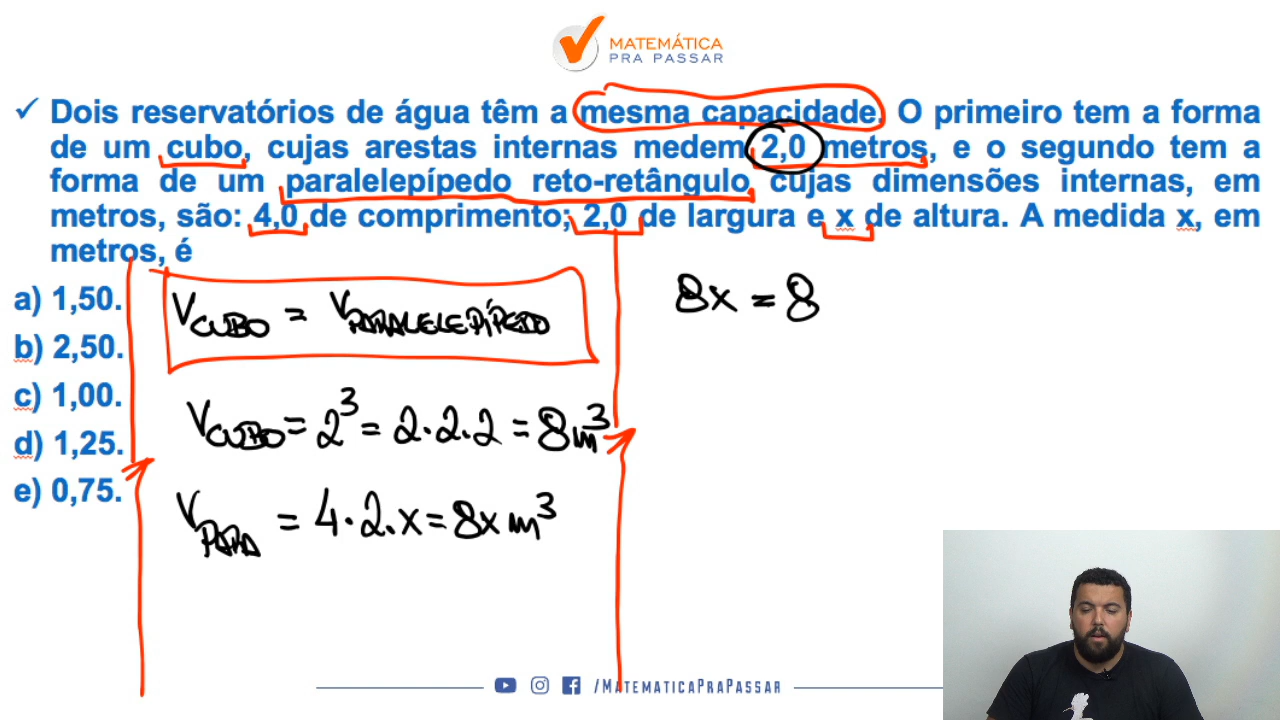 MATEMÁTICA
PRA PASSAR
✓ Dois reservatórios de água têm a mesma capacidade. O primeiro tem a forma
de um cubo, cujas arestas internas medem 2,0 metros, e o segundo tem a
forma de um paralelepípedo reto-retângulo cujas dimensões internas, em
metros, são: 4,0 de comprimento; 2,0 de largura e x de altura. A medida x, em
metros, é
a) 1,50.
b) 2,50.
c) 1,00.
d) 1,25.
e) 0,75.
V CUBO = V PARALELEPÍPEDO
V CUBO = 2³ = 2·2·2 = 8m³
V PARA = 4·2·x = 8x m³
8x = 8
/MatematicaPraPassar